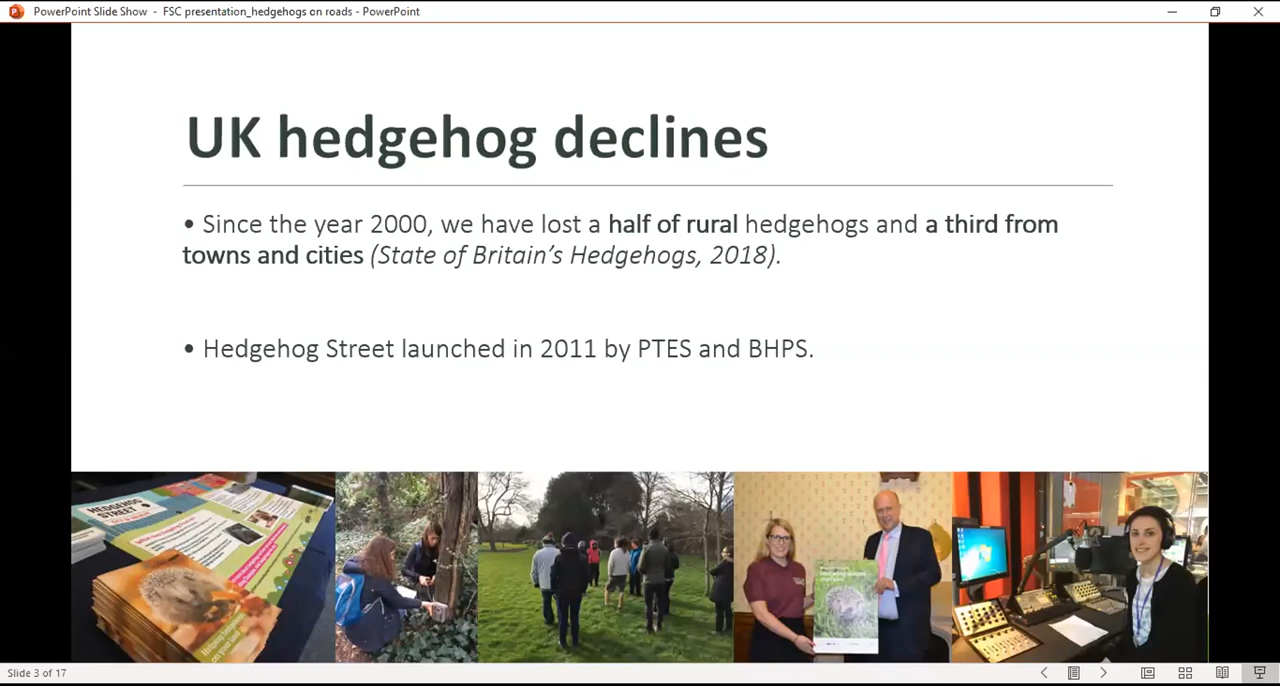 PowerPoint Slide Show - FSC presentation_hedgehogs on roads - PowerPoint
UK hedgehog declines
• Since the year 2000, we have lost a half of rural hedgehogs and a third from
towns and cities (State of Britain's Hedgehogs, 2018).
• Hedgehog Street launched in 2011 by PTES and BHPS.
HEDGEHOG
STREET
Slide 3 of 17